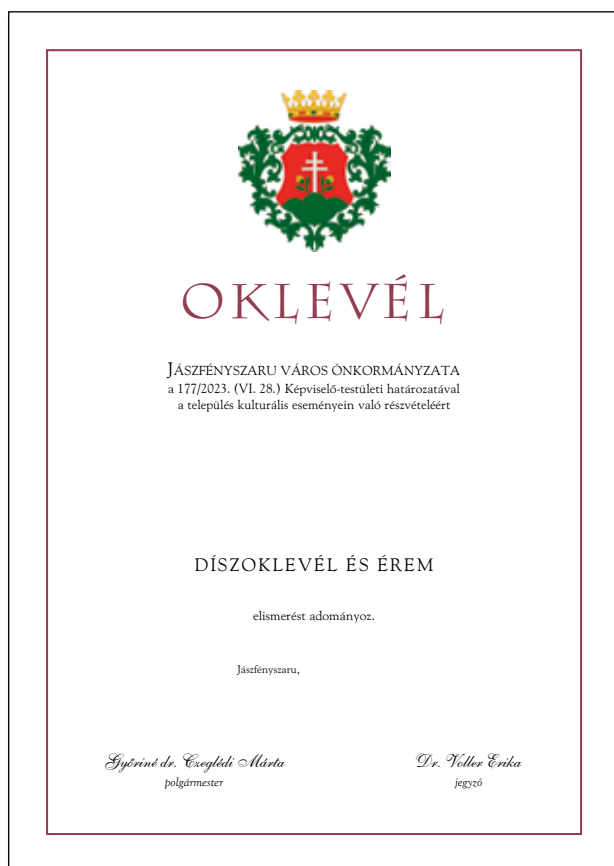 OKLEVÉL
JÁSZFÉNYSZARU VÁROS ÖNKORMÁNYZATA
a 177/2023. (VI. 28.) Képviselő-testületi határozatával
a település kulturális eseményein való részvételéért
DÍSZOKLEVÉL ÉS ÉREM
elismerést adományoz.
Jászfényszaru,
Győriné dr. Czeglédi Márta
polgármester
Dr. Voller Erika
jegyző